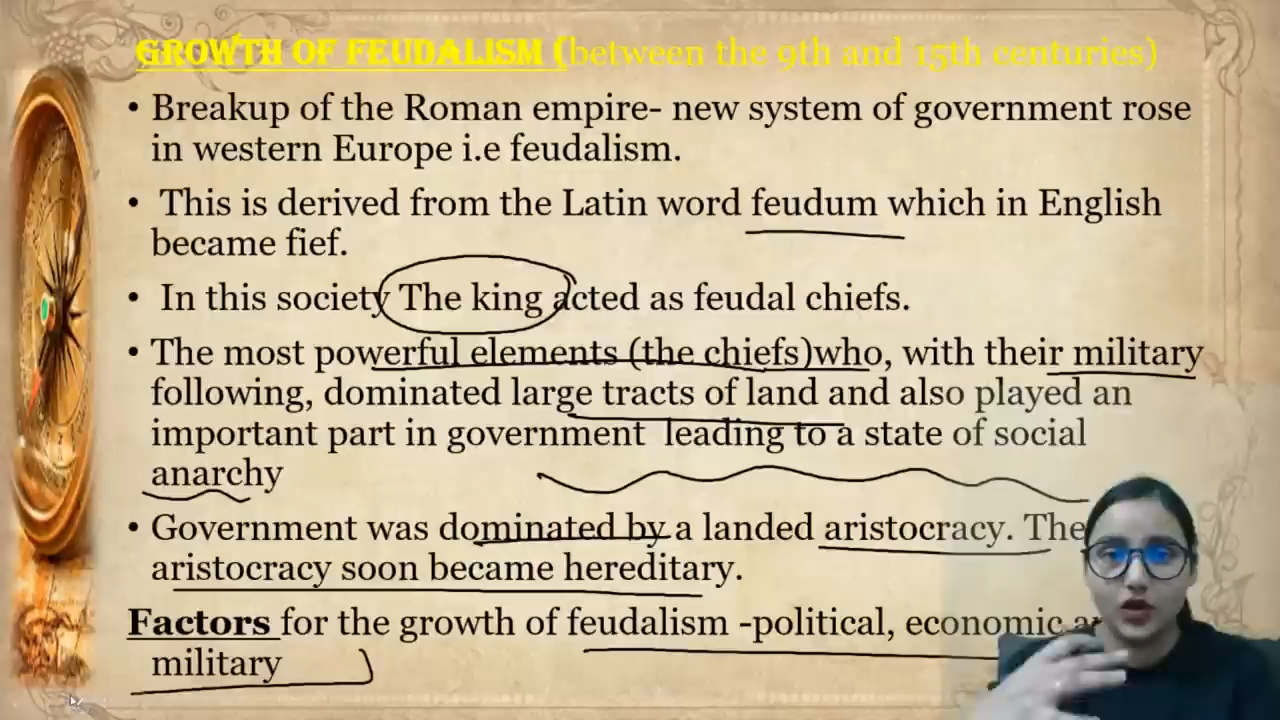 GROWTH OF FEUDALISM (between the 9th and 15th centuries)
• Breakup of the Roman empire- new system of government rose
in western Europe i.e feudalism.
• This is derived from the Latin word feudum which in English
became fief.
• In this society The king acted as feudal chiefs.
• The most powerful elements (the chiefs)who, with their military
following, dominated large tracts of land and also played an
important part in government leading to a state of social
anarchy
• Government was dominated by a landed aristocracy. The
aristocracy soon became hereditary.
Factors for the growth of feudalism -political, economic
military